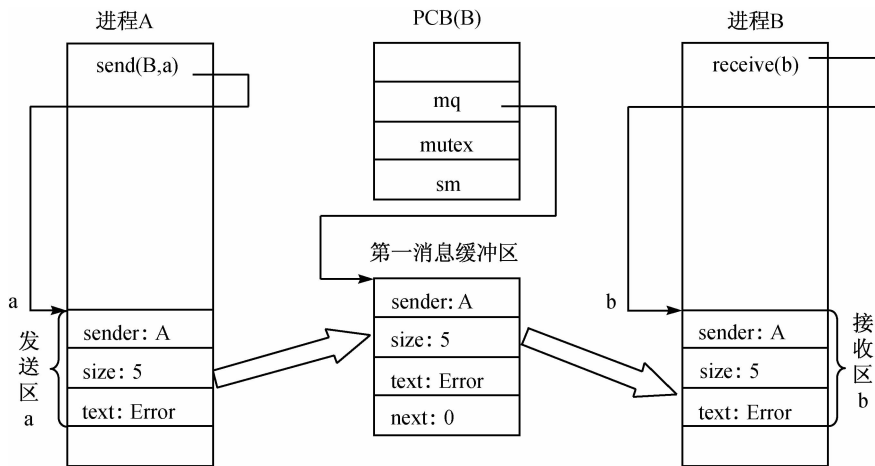 进程A
send(B,a)
a
发送区a
sender: A
size: 5
text: Error
PCB(B)
mq
mutex
sm
第一消息缓冲区
sender: A
size: 5
text: Error
next: 0
进程B
receive(b)
b
sender: A
size: 5
text: Error
接收区b